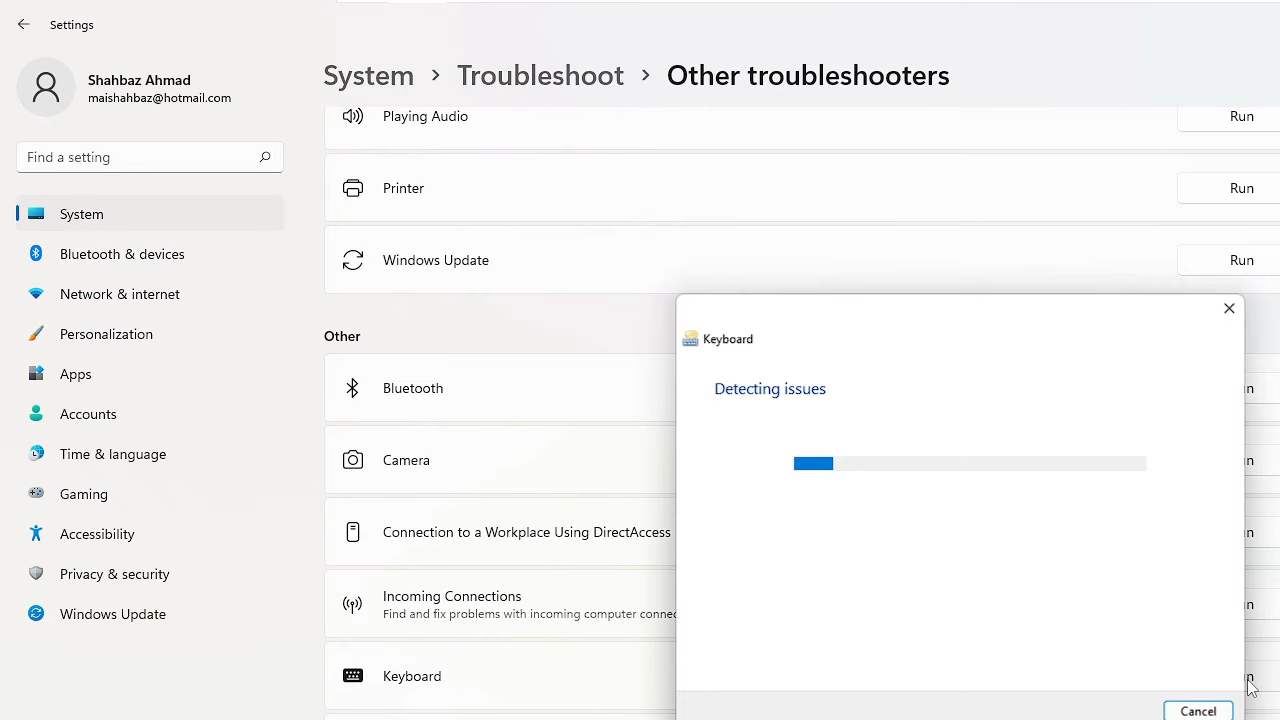 Settings
Shahbaz Ahmad
maishahbaz@hotmail.com
Find a setting
System
Bluetooth & devices
Network & internet
Personalization
Apps
Accounts
Time & language
Gaming
Accessibility
Privacy & security
Windows Update
System > Troubleshoot > Other troubleshooters
Playing Audio Run
Printer Run
Windows Update Run
Other
Bluetooth
Camera
Connection to a Workplace Using DirectAccess
Incoming Connections
Find and fix problems with incoming computer
Keyboard
Keyboard
Detecting issues
Cancel